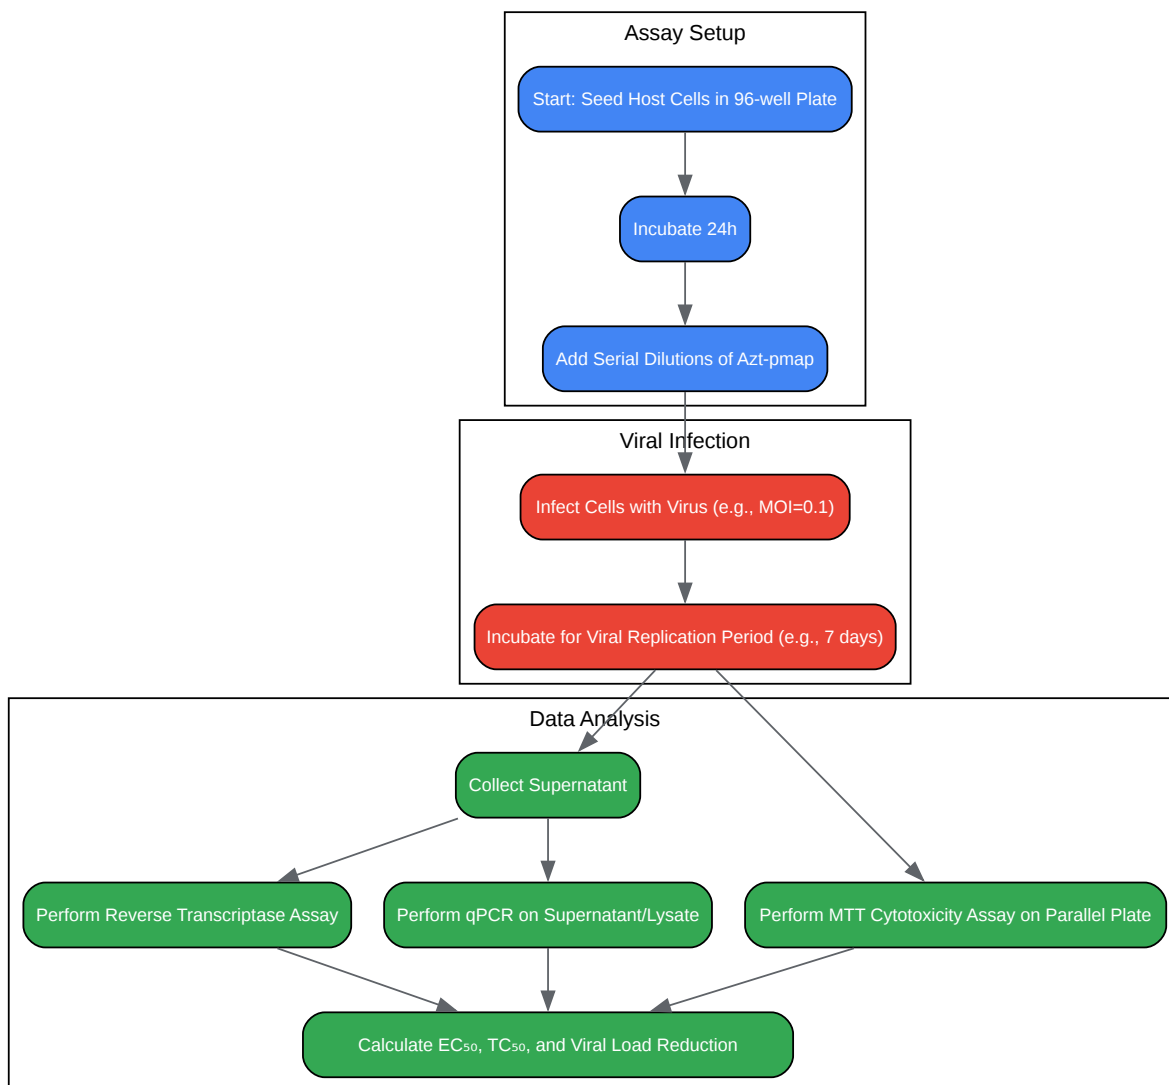 Assay Setup
Start: Seed Host Cells in 96-well Plate
Incubate 24h
Add Serial Dilutions of Azt-pmap
Viral Infection
Infect Cells with Virus (e.g., MOI=0.1)
Incubate for Viral Replication Period (e.g., 7 days)
Data Analysis
Collect Supernatant
Perform Reverse Transcriptase Assay
Perform qPCR on Supernatant/Lysate
Perform MTT Cytotoxicity Assay on Parallel Plate
Calculate EC₅₀, TC₅₀, and Viral Load Reduction